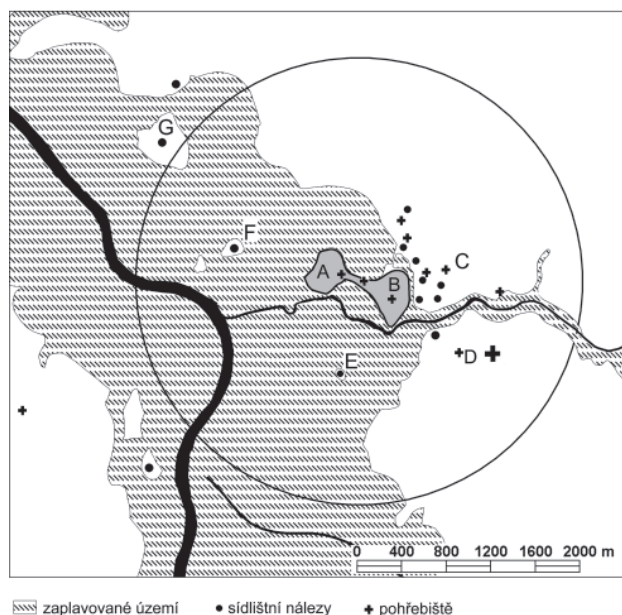 G
F
A
B
C
D
E
0 400 800 1200 1600 2000 m
zaplavované území sídlištní nálezy pohřebiště